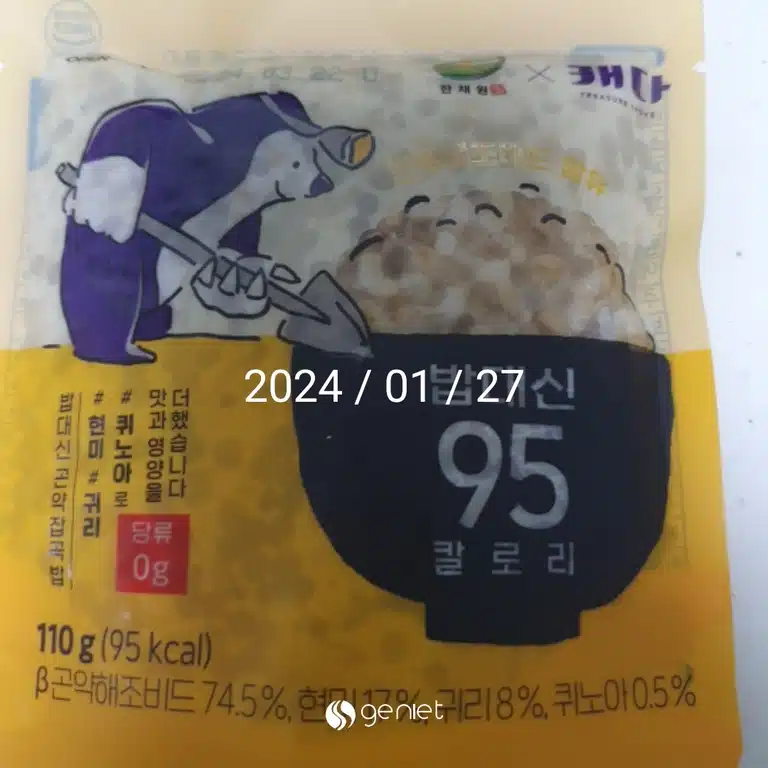 한채원 × 캐다
TREASURE
2024 / 01 / 27
밥대신
95
칼로리
더했습니다
맛과 영양을
# 퀴노아로
# 현미 # 귀리
밥대신 곤약잡곡밥
당류
0g
110 g (95 kcal)
β곤약해조비드 74.5%, 현미 17%, 귀리 8%, 퀴노아 0.5%
geniet